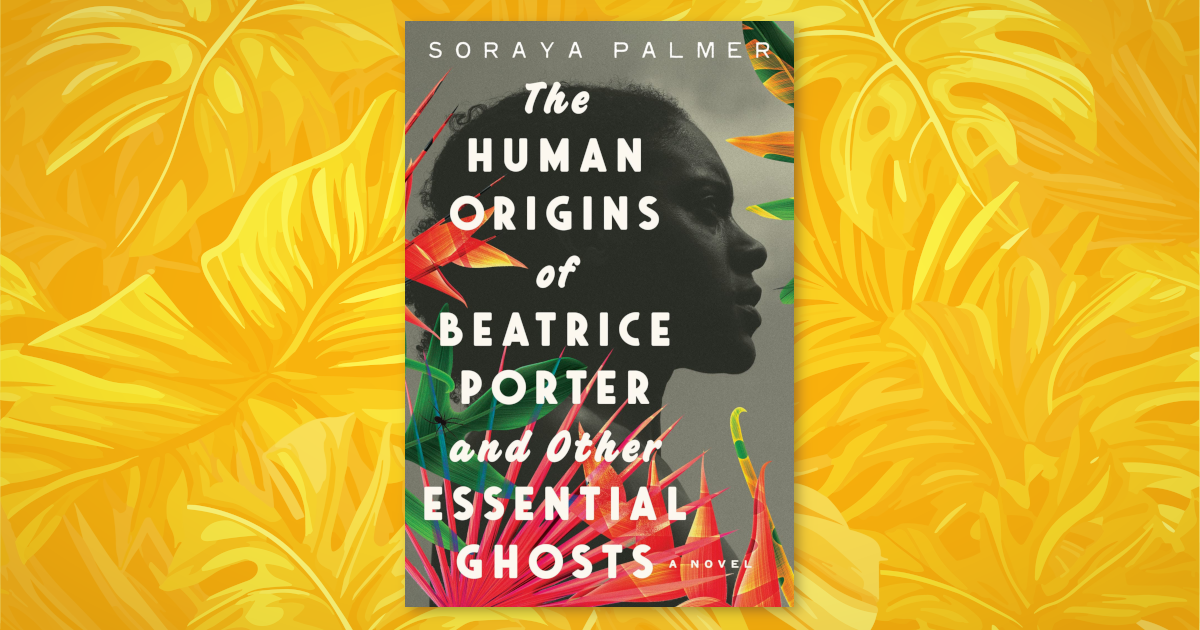 SORAYA PALMER
The
HUMAN
ORIGINS
of
BEATRICE
PORTER
and Other
ESSENTIAL
GHOSTS
A NOVEL